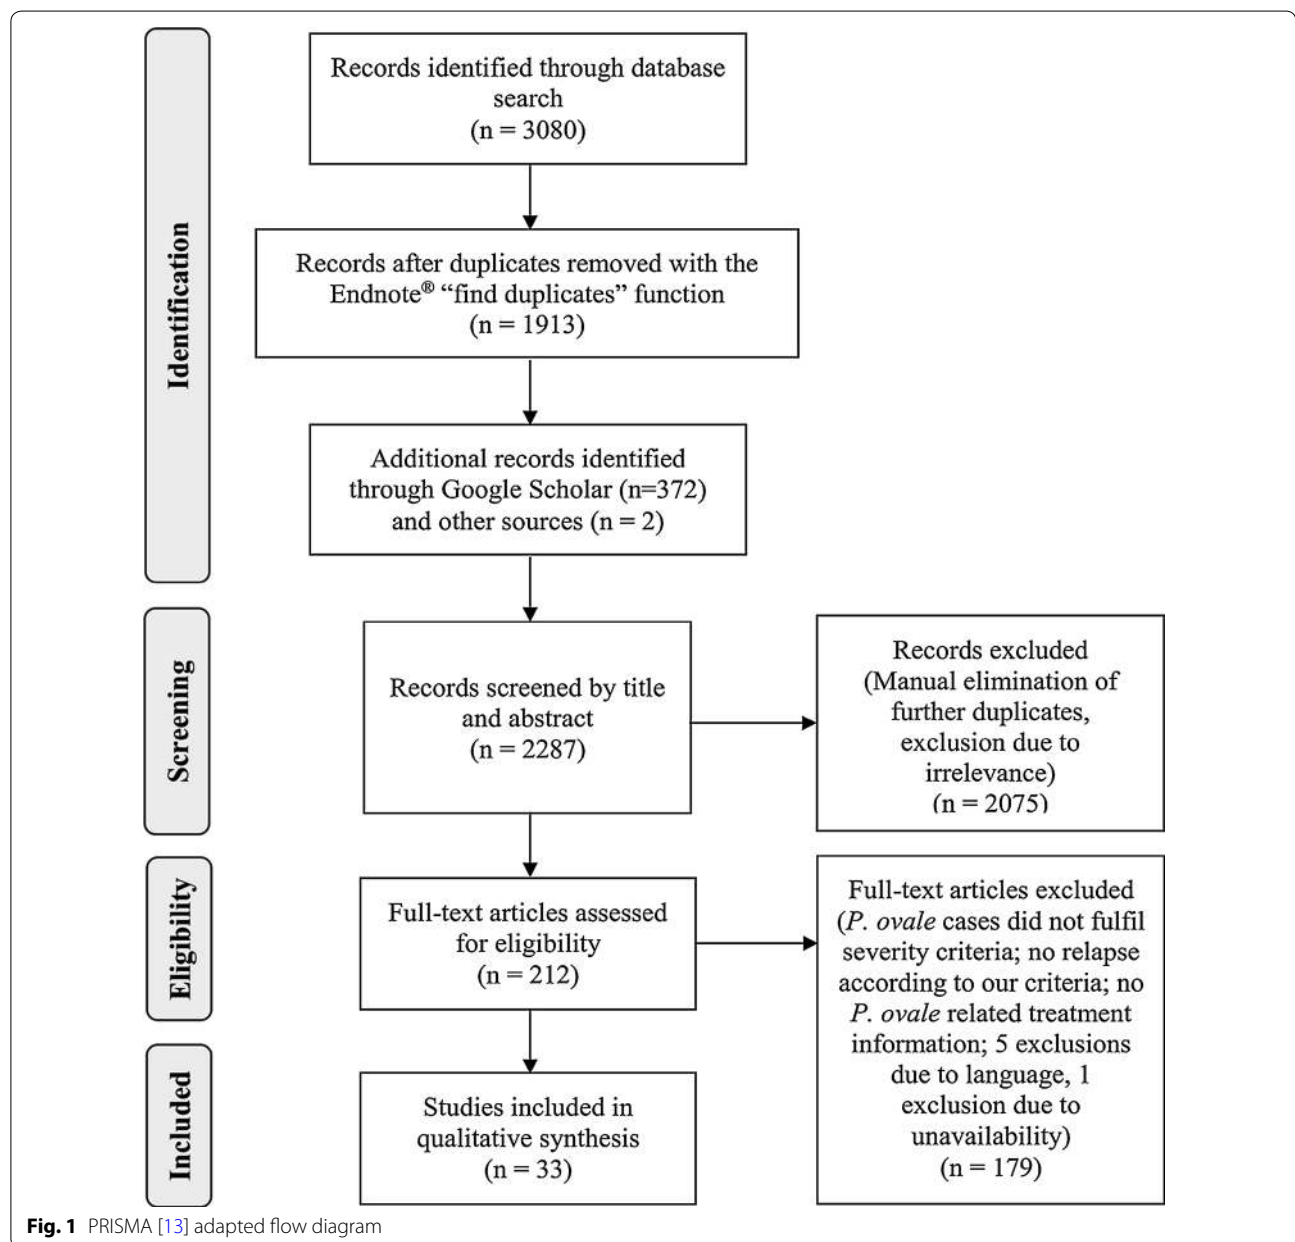 Identification
Records identified through database
search
(n = 3080)
Records after duplicates removed with the
Endnote® “find duplicates” function
(n = 1913)
Additional records identified
through Google Scholar (n=372)
and other sources (n = 2)
Screening
Records screened by title
and abstract
(n = 2287)
Records excluded
(Manual elimination of
further duplicates,
exclusion due to
irrelevance)
(n = 2075)
Eligibility
Full-text articles assessed
for eligibility
(n = 212)
Full-text articles excluded
(P. ovale cases did not fulfil
severity criteria; no relapse
according to our criteria; no
P. ovale related treatment
information; 5 exclusions
due to language, 1
exclusion due to
unavailability)
(n = 179)
Included
Studies included in
qualitative synthesis
(n = 33)
Fig. 1 PRISMA [13] adapted flow diagram